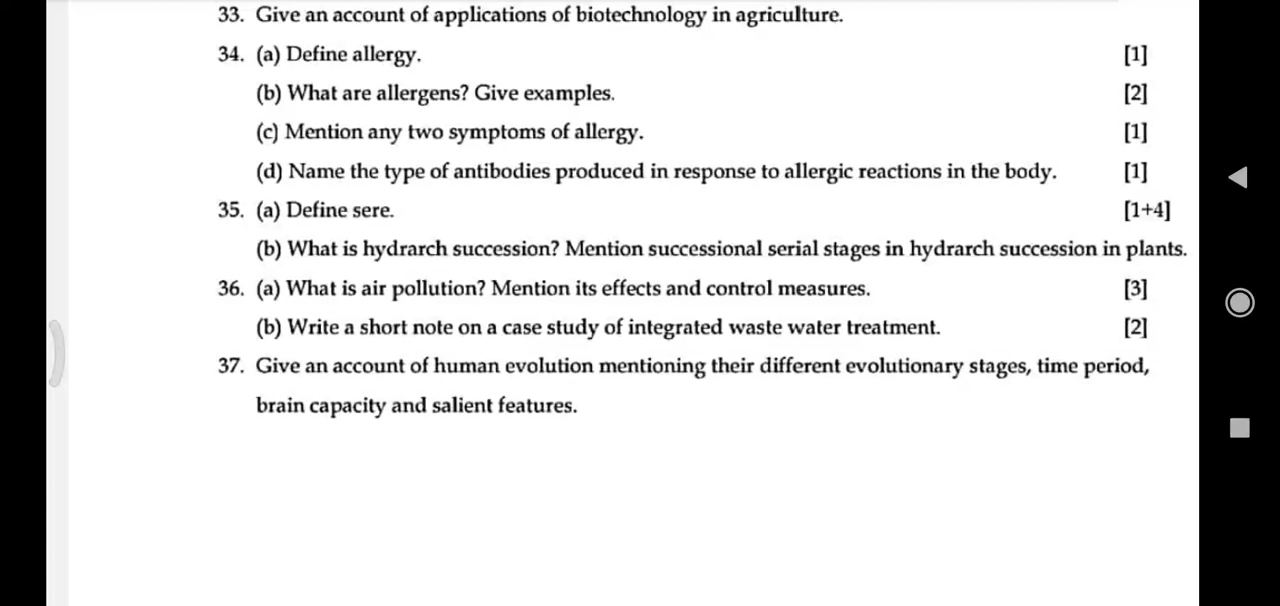 33. Give an account of applications of biotechnology in agriculture.
34. (a) Define allergy. [1]
(b) What are allergens? Give examples. [2]
(c) Mention any two symptoms of allergy. [1]
(d) Name the type of antibodies produced in response to allergic reactions in the body. [1]
35. (a) Define sere. [1+4]
(b) What is hydrarch succession? Mention successional serial stages in hydrarch succession in plants.
36. (a) What is air pollution? Mention its effects and control measures. [3]
(b) Write a short note on a case study of integrated waste water treatment. [2]
37. Give an account of human evolution mentioning their different evolutionary stages, time period,
brain capacity and salient features.